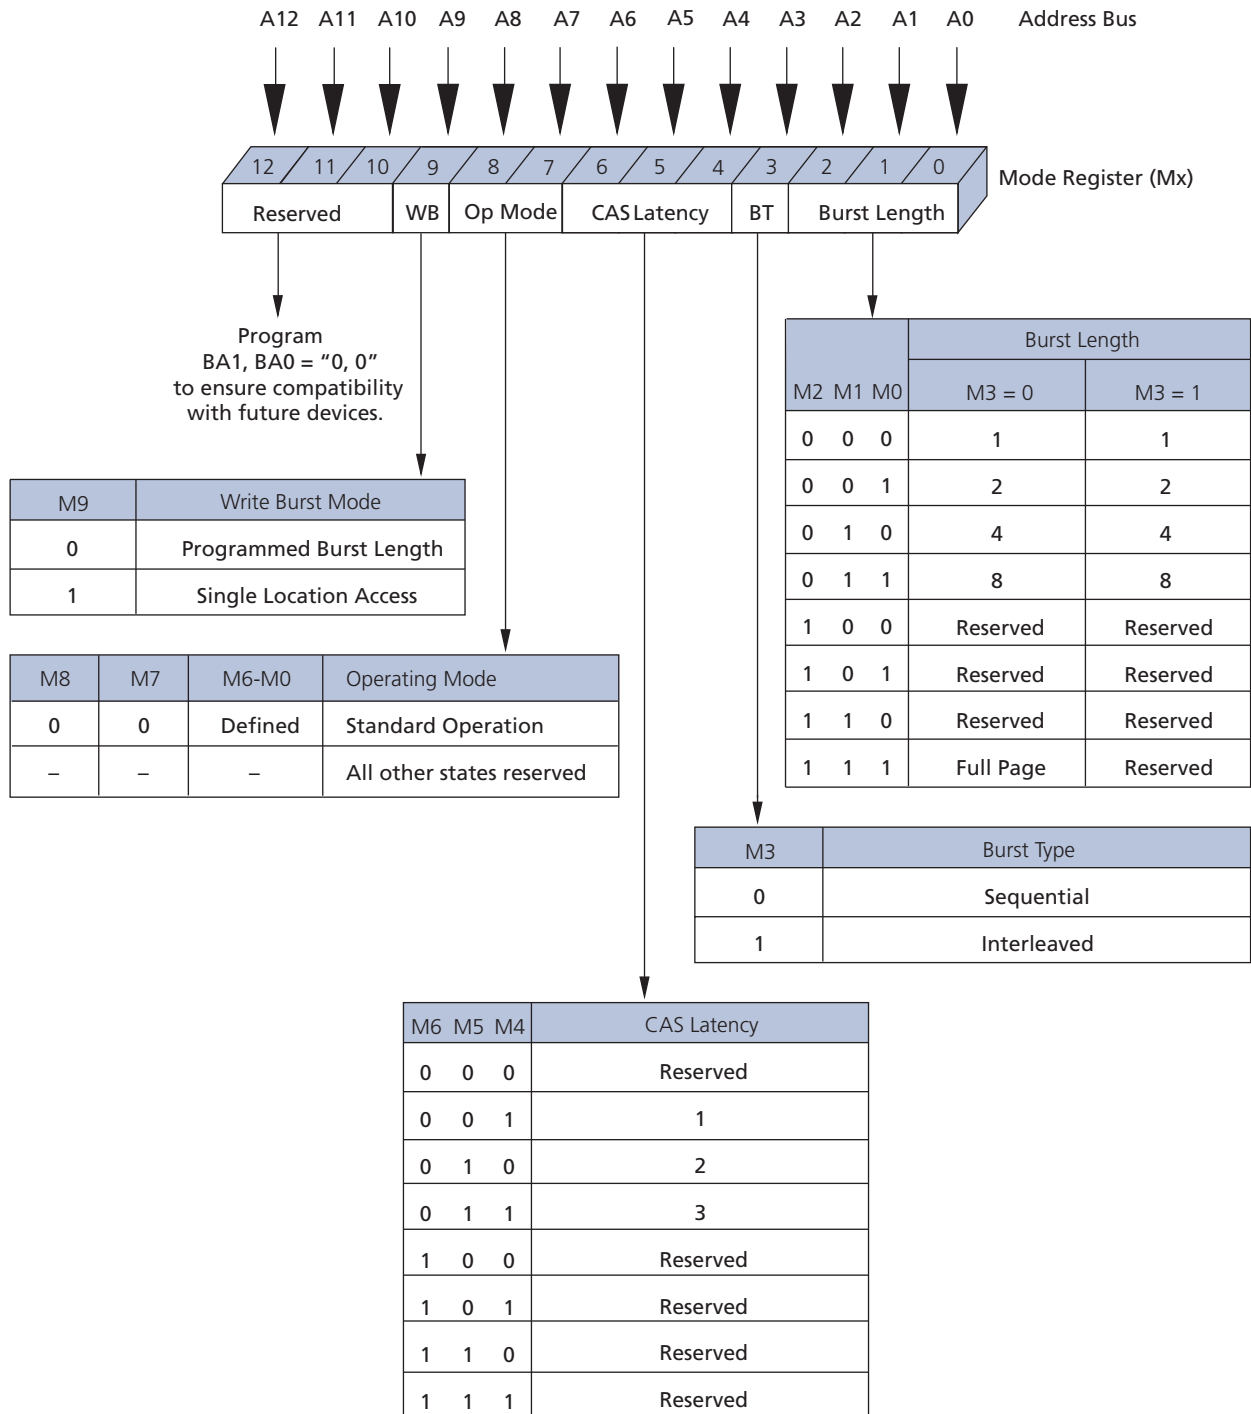 A12 A11 A10 A9 A8 A7 A6 A5 A4 A3 A2 A1 A0 Address Bus
12 11 10 9 8 7 6 5 4 3 2 1 0
Mode Register (Mx)
Reserved WB Op Mode CAS Latency BT Burst Length
Program
BA1, BA0 = “0, 0”
to ensure compatibility
with future devices.
Burst Length
M2 M1 M0 M3 = 0 M3 = 1
0 0 0 1 1
0 0 1 2 2
0 1 0 4 4
0 1 1 8 8
1 0 0 Reserved Reserved
1 0 1 Reserved Reserved
1 1 0 Reserved Reserved
1 1 1 Full Page Reserved
M9 Write Burst Mode
0 Programmed Burst Length
1 Single Location Access
M8 M7 M6-M0 Operating Mode
0 0 Defined Standard Operation
– – – All other states reserved
M3 Burst Type
0 Sequential
1 Interleaved
M6 M5 M4 CAS Latency
0 0 0 Reserved
0 0 1 1
0 1 0 2
0 1 1 3
1 0 0 Reserved
1 0 1 Reserved
1 1 0 Reserved
1 1 1 Reserved